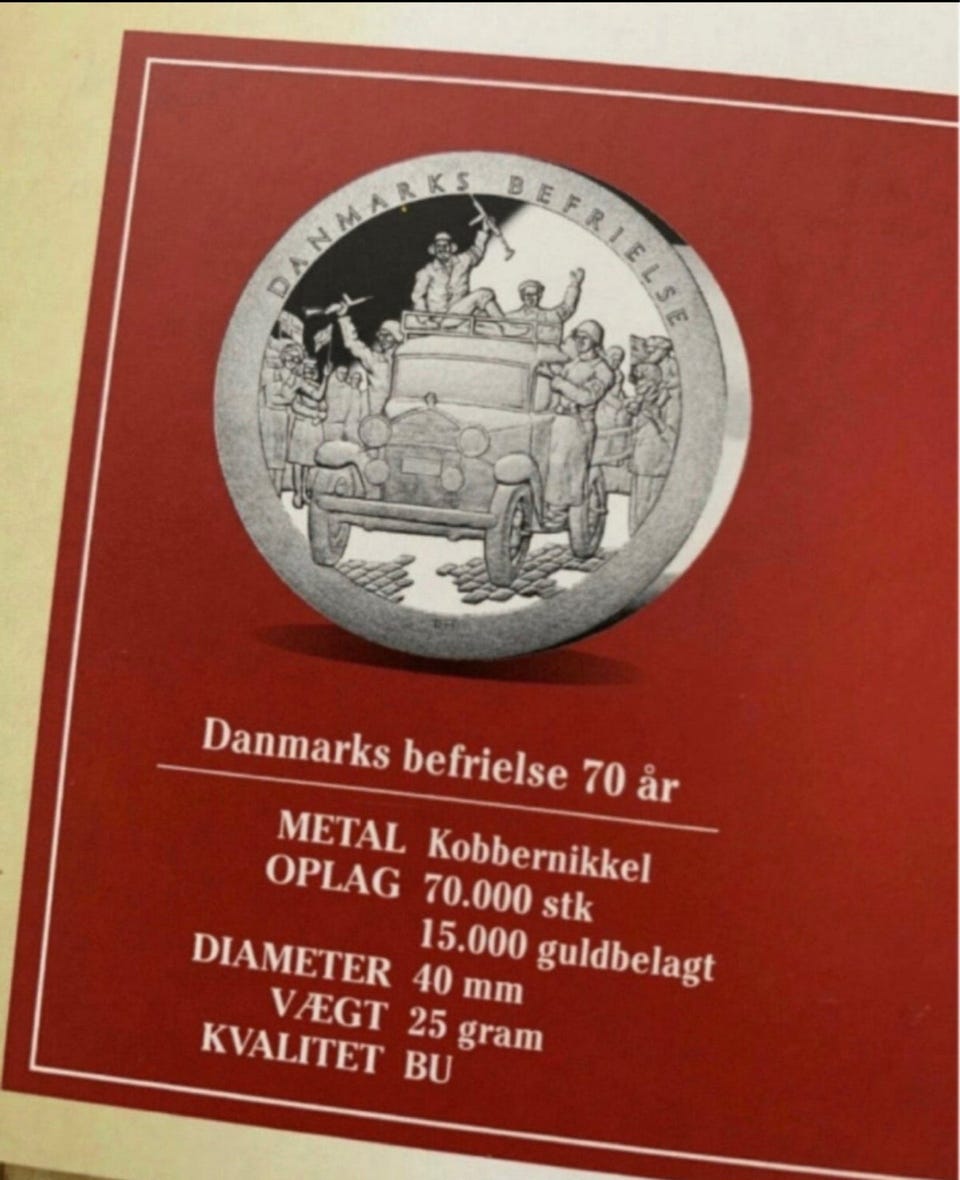 DANMARKS BEFRIELSE
Danmarks befrielse 70 år
METAL Kobbernikkel
OPLAG 70.000 stk
15.000 guldbelagt
DIAMETER 40 mm
VÆGT 25 gram
KVALITET BU